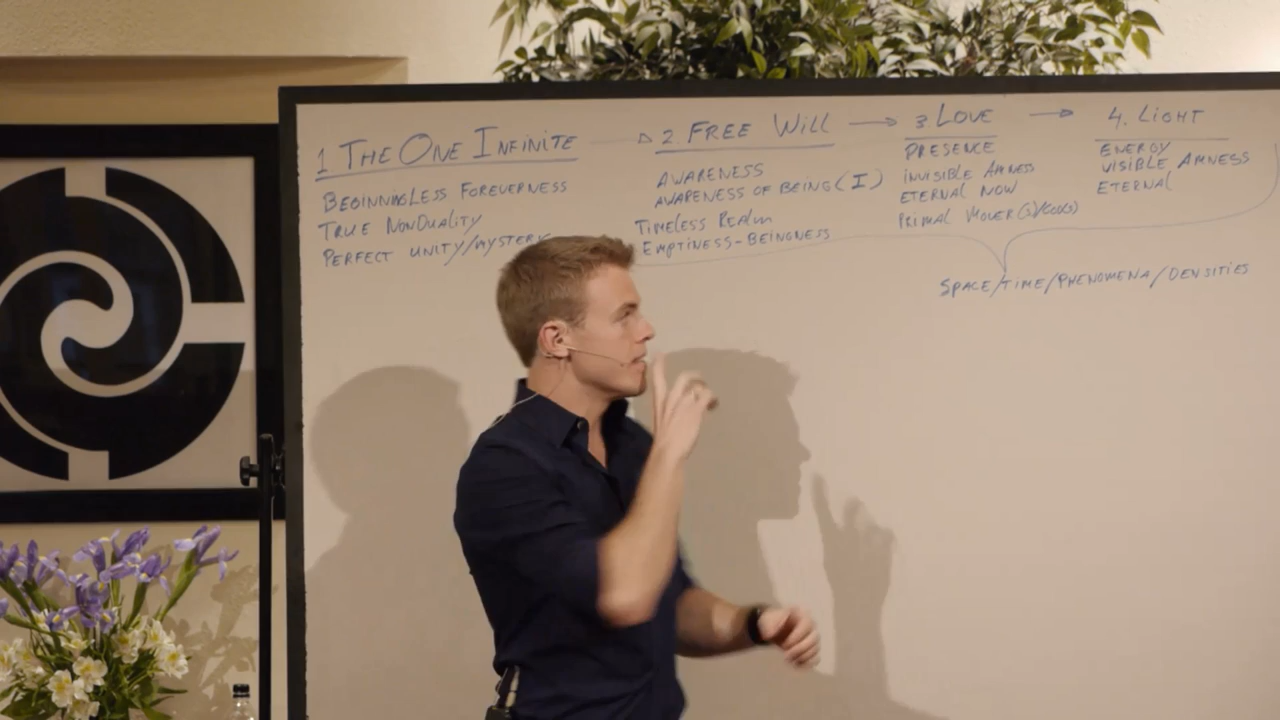 1 THE ONE INFINITE
BEGINNINGLESS FOREVERNESS
TRUE NONDUALITY
PERFECT UNITY/MYSTERY
→ 2. FREE WILL
AWARENESS
AWARENESS OF BEING (I)
TIMELESS REALM
EMPTINESS-BEINGNESS
→ 3 LOVE
PRESENCE
INVISIBLE AMNESS
ETERNAL NOW
PRIMAL MOVER(S)/GOD(S)
→ 4. LIGHT
ENERGY
VISIBLE AMNESS
ETERNAL
SPACE/TIME/PHENOMENA/DENSITIES